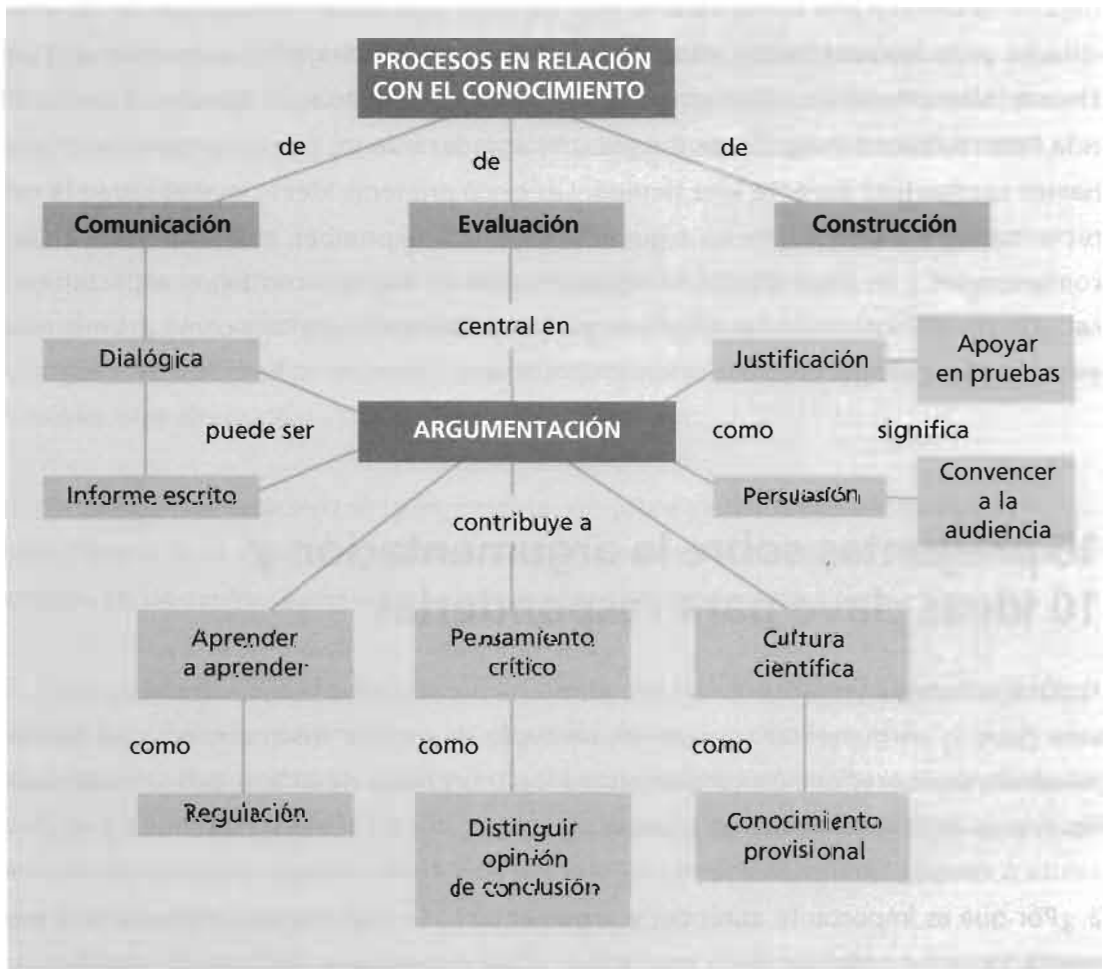 PROCESOS EN RELACIÓN
CON EL CONOCIMIENTO
de
de
de
Comunicación
Evaluación
Construcción
central en
Dialógica
Justificación
Apoyar
en pruebas
puede ser
ARGUMENTACIÓN
como
significa
Informe escrito
Persuasión
Convencer
a la
audiencia
contribuye a
Aprender
a aprender
Pensamiento
crítico
Cultura
científica
como
como
como
Regulación
Distinguir
opinión
de conclusión
Conocimiento
provisional